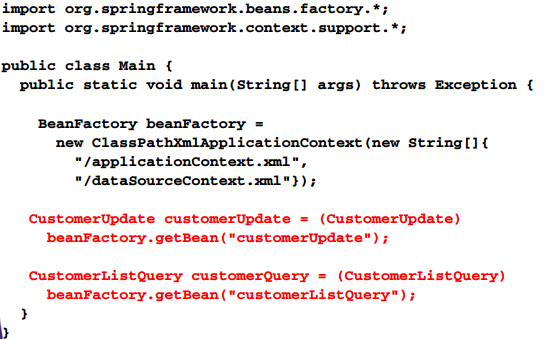 import org.springframework.beans.factory.*;
import org.springframework.context.support.*;
public class Main {
public static void main(String[] args) throws Exception {
BeanFactory beanFactory =
new ClassPathXmlApplicationContext(new String[]{
"/applicationContext.xml",
"/dataSourceContext.xml"});
CustomerUpdate customerUpdate = (CustomerUpdate)
beanFactory.getBean("customerUpdate");
CustomerListQuery customerQuery = (CustomerListQuery)
beanFactory.getBean("customerListQuery");
}
}